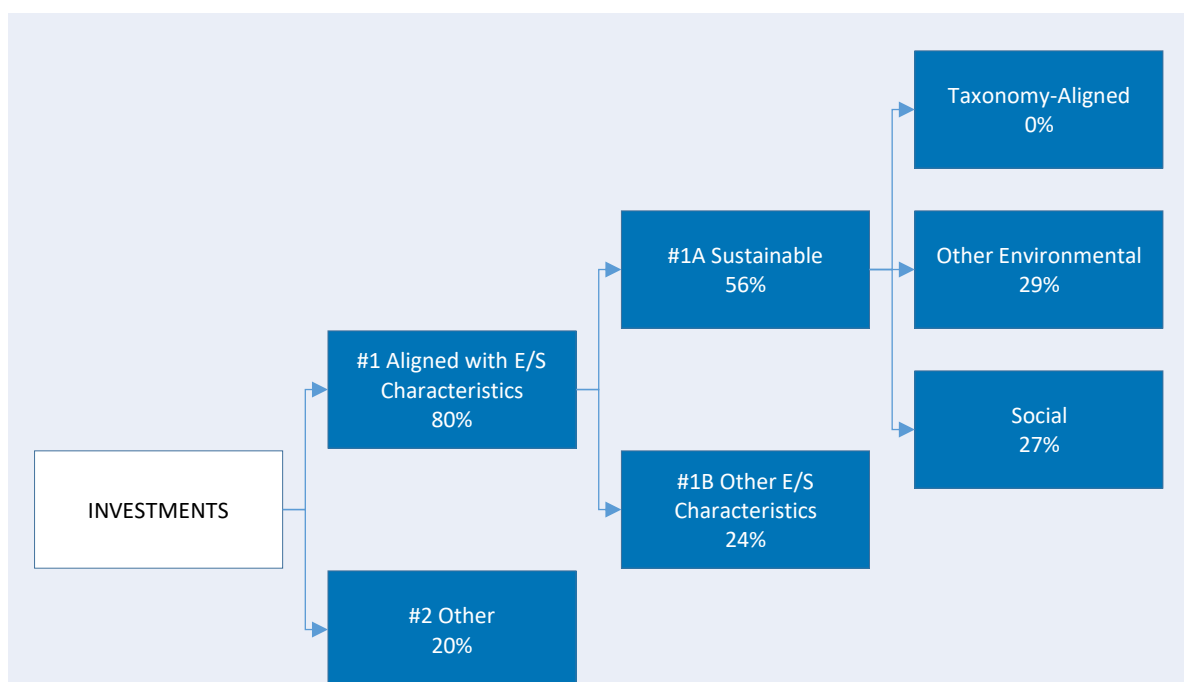 Taxonomy-Aligned
0%
#1A Sustainable
56%
Other Environmental
29%
#1 Aligned with E/S
Characteristics
80%
Social
27%
INVESTMENTS
#1B Other E/S
Characteristics
24%
#2 Other
20%